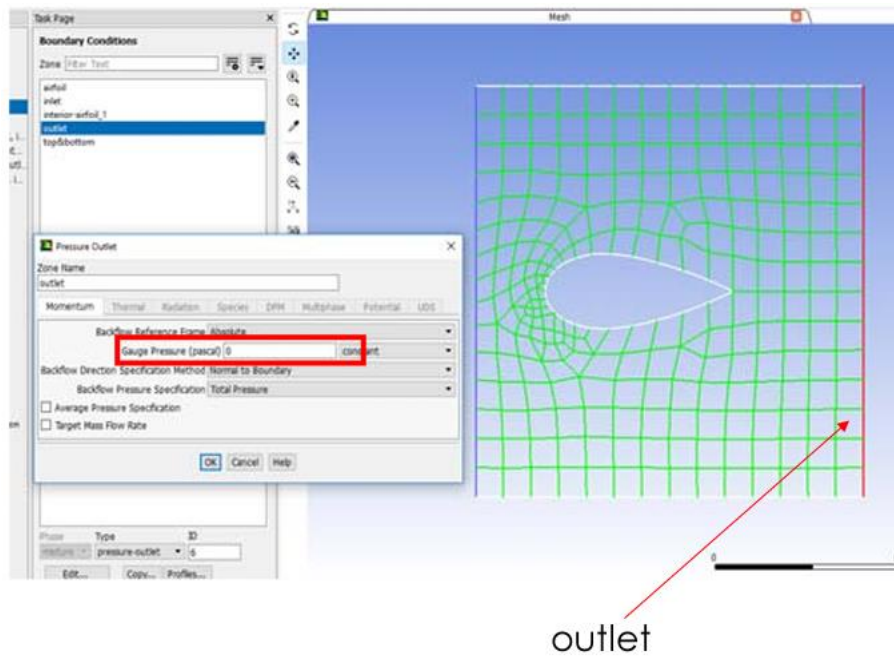 Task Page
Mesh
Boundary Conditions
Zone Filter Text
airfoil
inlet
interior-airfoil_1
outlet
top&bottom
Pressure Outlet
Zone Name
outlet
Momentum Thermal Radiation Species DPM Multiphase Potential UDS
Backflow Reference Frame Absolute
Gauge Pressure (pascal) 0 constant
Backflow Direction Specification Method Normal to Boundary
Backflow Pressure Specification Total Pressure
Average Pressure Specification
Target Mass Flow Rate
OK Cancel Help
Phase Type ID
mixture pressure-outlet 6
Edit... Copy... Profiles...
0
outlet